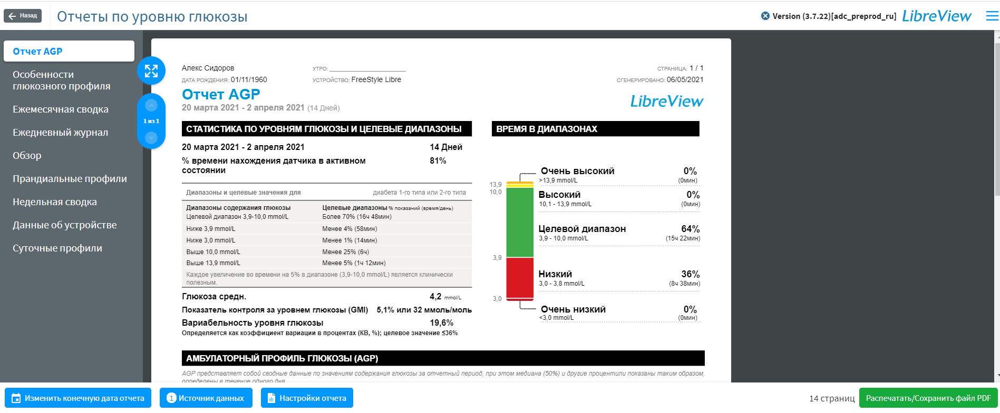 Назад
Отчеты по уровню глюкозы
Version (3.7.22)[adc_preprod_ru]
LibreView
Отчет AGP
Особенности
глюкозного профиля
Ежемесячная сводка
Ежедневный журнал
Обзор
Прандиальные профили
Недельная сводка
Данные об устройстве
Суточные профили
1 из 1
Алекс Сидоров
УТРО:
СТРАНИЦА: 1 / 1
ДАТА РОЖДЕНИЯ: 01/11/1960
УСТРОЙСТВО: FreeStyle Libre
СГЕНЕРИРОВАНО: 06/05/2021
Отчет AGP
20 марта 2021 - 2 апреля 2021 (14 Дней)
LibreView
СТАТИСТИКА ПО УРОВНЯМ ГЛЮКОЗЫ И ЦЕЛЕВЫЕ ДИАПАЗОНЫ
20 марта 2021 - 2 апреля 2021 14 Дней
% времени нахождения датчика в активном 81%
состоянии
Диапазоны и целевые значения для диабета 1-го типа или 2-го типа
Диапазоны содержания глюкозы Целевые диапазоны % показаний (время/день)
Целевой диапазон 3,9-10,0 mmol/L Более 70% (16ч 48мин)
Ниже 3,9 mmol/L Менее 4% (58мин)
Ниже 3,0 mmol/L Менее 1% (14мин)
Выше 10,0 mmol/L Менее 25% (6ч)
Выше 13,9 mmol/L Менее 5% (1ч 12мин)
Каждое увеличение во времени на 5% в диапазоне (3,9-10,0 mmol/L) является клинически
полезным.
Глюкоза средн. 4,2 mmol/L
Показатель контроля за уровнем глюкозы (GMI) 5,1% или 32 ммоль/моль
Вариабельность уровня глюкозы 19,6%
Определяется как коэффициент вариации в процентах (КВ, %); целевое значение ≤36%
ВРЕМЯ В ДИАПАЗОНАХ
13,9
10,0
3,9
3,0
Очень высокий 0%
>13,9 mmol/L (0мин)
Высокий 0%
10,1 - 13,9 mmol/L (0мин)
Целевой диапазон 64%
3,9 - 10,0 mmol/L (15ч 22мин)
Низкий 36%
3,0 - 3,8 mmol/L (8ч 38мин)
Очень низкий 0%
<3,0 mmol/L (0мин)
АМБУЛАТОРНЫЙ ПРОФИЛЬ ГЛЮКОЗЫ (AGP)
AGP представляет собой сводные данные по значениям содержания глюкозы за отчетный период, при этом медиана (50%) и другие процентили показаны таким образом,
определены в течение одного дня.
Изменить конечную дата отчета
1 Источник данных
Настройки отчета
14 страниц
Распечатать/Сохранить файл PDF